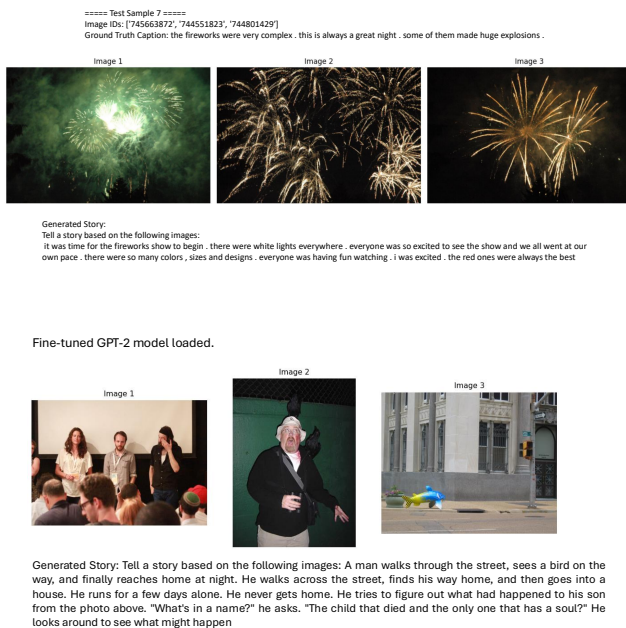 ===== Test Sample 7 =====
Image IDs: ['745663872', '744551823', '744801429']
Ground Truth Caption: the fireworks were very complex . this is always a great night . some of them made huge explosions .
Image 1
Image 2
Image 3
Generated Story:
Tell a story based on the following images:
it was time for the fireworks show to begin . there were white lights everywhere . everyone was so excited to see the show and we all went at our
own pace . there were so many colors , sizes and designs . everyone was having fun watching . i was excited . the red ones were always the best
Fine-tuned GPT-2 model loaded.
Image 1
Image 2
Image 3
Generated Story: Tell a story based on the following images: A man walks through the street, sees a bird on the
way, and finally reaches home at night. He walks across the street, finds his way home, and then goes into a
house. He runs for a few days alone. He never gets home. He tries to figure out what had happened to his son
from the photo above. "What's in a name?" he asks. "The child that died and the only one that has a soul?" He
looks around to see what might happen